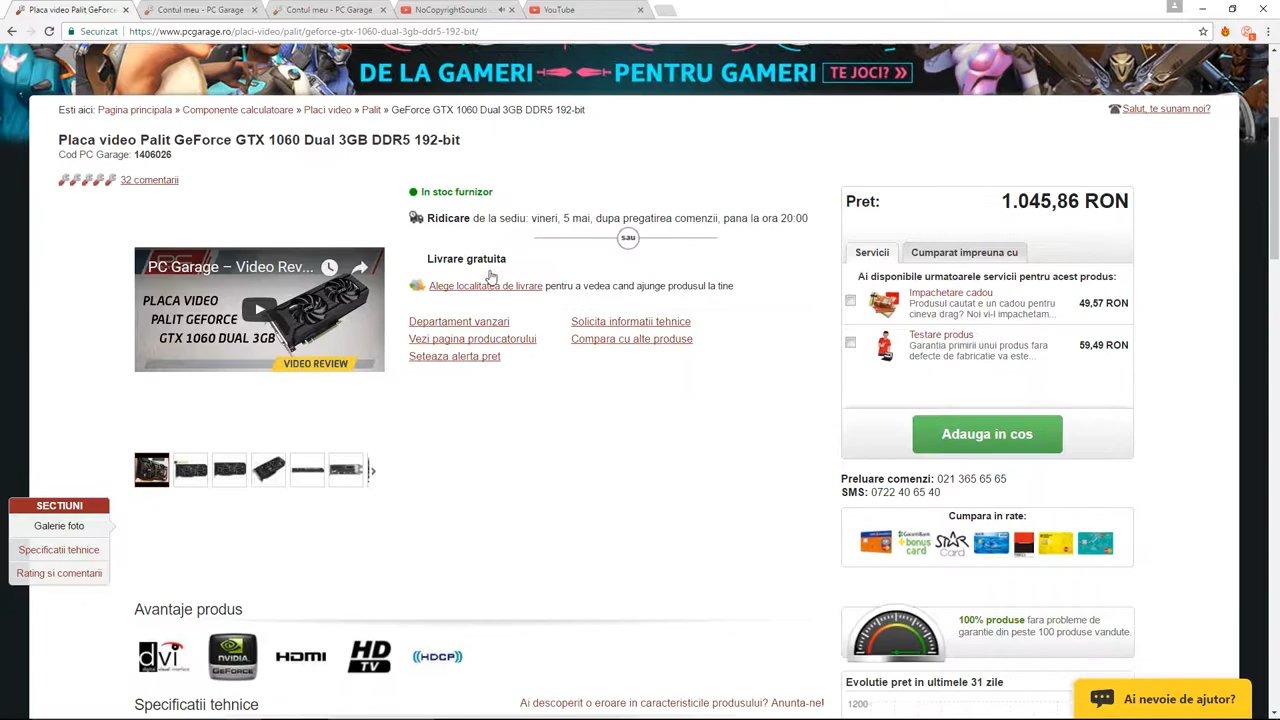 Placa video Palit GeForc
Contul meu - PC Garage
Contul meu - PC Garage
NoCopyrightSounds
YouTube
Securizat
https://www.pcgarage.ro/placi-video/palit/geforce-gtx-1060-dual-3gb-ddr5-192-bit/
DE LA GAMERI PENTRU GAMERI TE JOCI? »
Esti aici: Pagina principala » Componente calculatoare » Placi video » Palit » GeForce GTX 1060 Dual 3GB DDR5 192-bit
Salut, te sunam noi?
Placa video Palit GeForce GTX 1060 Dual 3GB DDR5 192-bit
Cod PC Garage: 1406026
32 comentarii
In stoc furnizor
Ridicare de la sediu: vineri, 5 mai, dupa pregatirea comenzii, pana la ora 20:00
sau
Livrare gratuita
Alege localitatea de livrare pentru a vedea cand ajunge produsul la tine
Departament vanzari
Solicita informatii tehnice
Vezi pagina producatorului
Compara cu alte produse
Seteaza alerta pret
PC Garage – Video Rev...
PLACA VIDEO
PALIT GEFORCE
GTX 1060 DUAL 3GB
VIDEO REVIEW
Pret: 1.045,86 RON
Servicii
Cumparat impreuna cu
Ai disponibile urmatoarele servicii pentru acest produs:
Impachetare cadou
Produsul cautat e un cadou pentru
cineva drag? Noi vi-l impachetam...
49,57 RON
Testare produs
Garantia primirii unui produs fara
defecte de fabricatie va este...
59,49 RON
Adauga in cos
Preluare comenzi: 021 365 65 65
SMS: 0722 40 65 40
Cumpara in rate:
GarantiBank
bonus
card
STAR
Card
SECTIUNI
Galerie foto
Specificatii tehnice
Rating si comentarii
Avantaje produs
dvi
NVIDIA
GEFORCE
HDMI
HD
TV
HDCP
100% produse fara probleme de
garantie din peste 100 produse vandute.
Evolutie pret in ultimele 31 zile
1200
Specificatii tehnice
Ai descoperit o eroare in caracteristicile produsului? Anunta-ne!
Ai nevoie de ajutor?